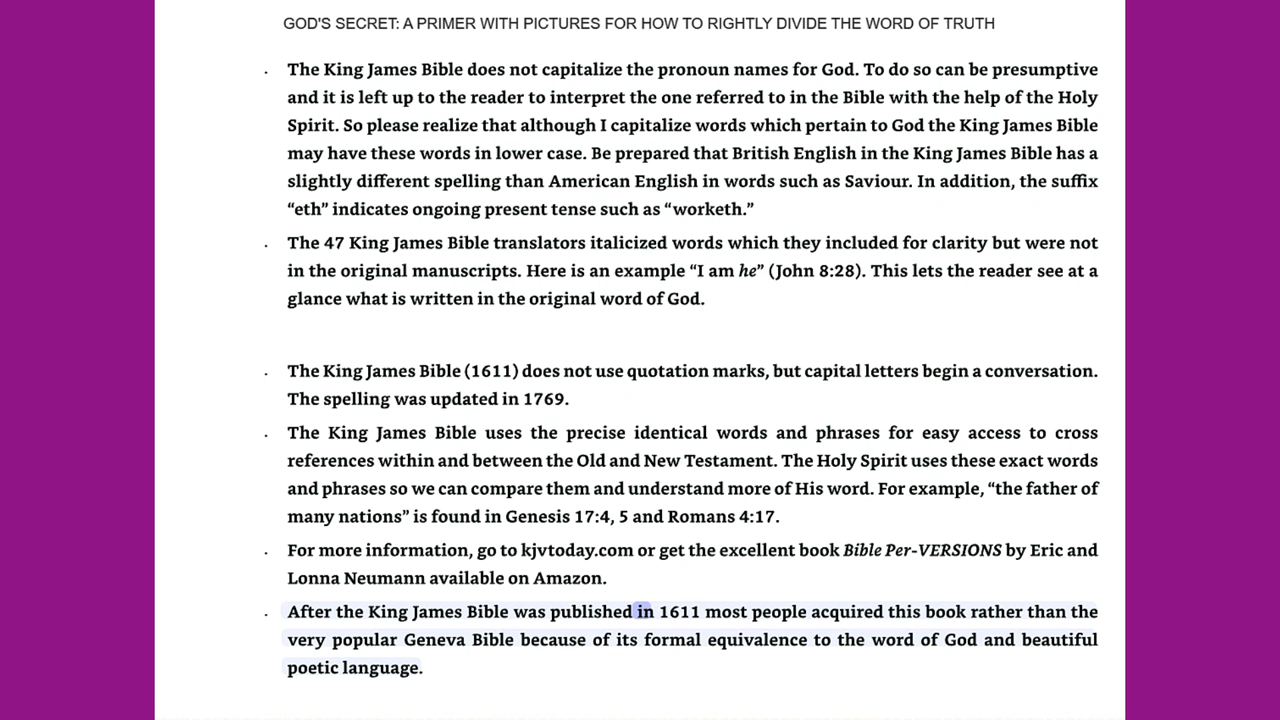 GOD'S SECRET: A PRIMER WITH PICTURES FOR HOW TO RIGHTLY DIVIDE THE WORD OF TRUTH
. The King James Bible does not capitalize the pronoun names for God. To do so can be presumptive
and it is left up to the reader to interpret the one referred to in the Bible with the help of the Holy
Spirit. So please realize that although I capitalize words which pertain to God the King James Bible
may have these words in lower case. Be prepared that British English in the King James Bible has a
slightly different spelling than American English in words such as Saviour. In addition, the suffix
“eth” indicates ongoing present tense such as “worketh.”
. The 47 King James Bible translators italicized words which they included for clarity but were not
in the original manuscripts. Here is an example “I am he” (John 8:28). This lets the reader see at a
glance what is written in the original word of God.
. The King James Bible (1611) does not use quotation marks, but capital letters begin a conversation.
The spelling was updated in 1769.
. The King James Bible uses the precise identical words and phrases for easy access to cross
references within and between the Old and New Testament. The Holy Spirit uses these exact words
and phrases so we can compare them and understand more of His word. For example, “the father of
many nations” is found in Genesis 17:4, 5 and Romans 4:17.
. For more information, go to kjvtoday.com or get the excellent book Bible Per-VERSIONS by Eric and
Lonna Neumann available on Amazon.
. After the King James Bible was published in 1611 most people acquired this book rather than the
very popular Geneva Bible because of its formal equivalence to the word of God and beautiful
poetic language.